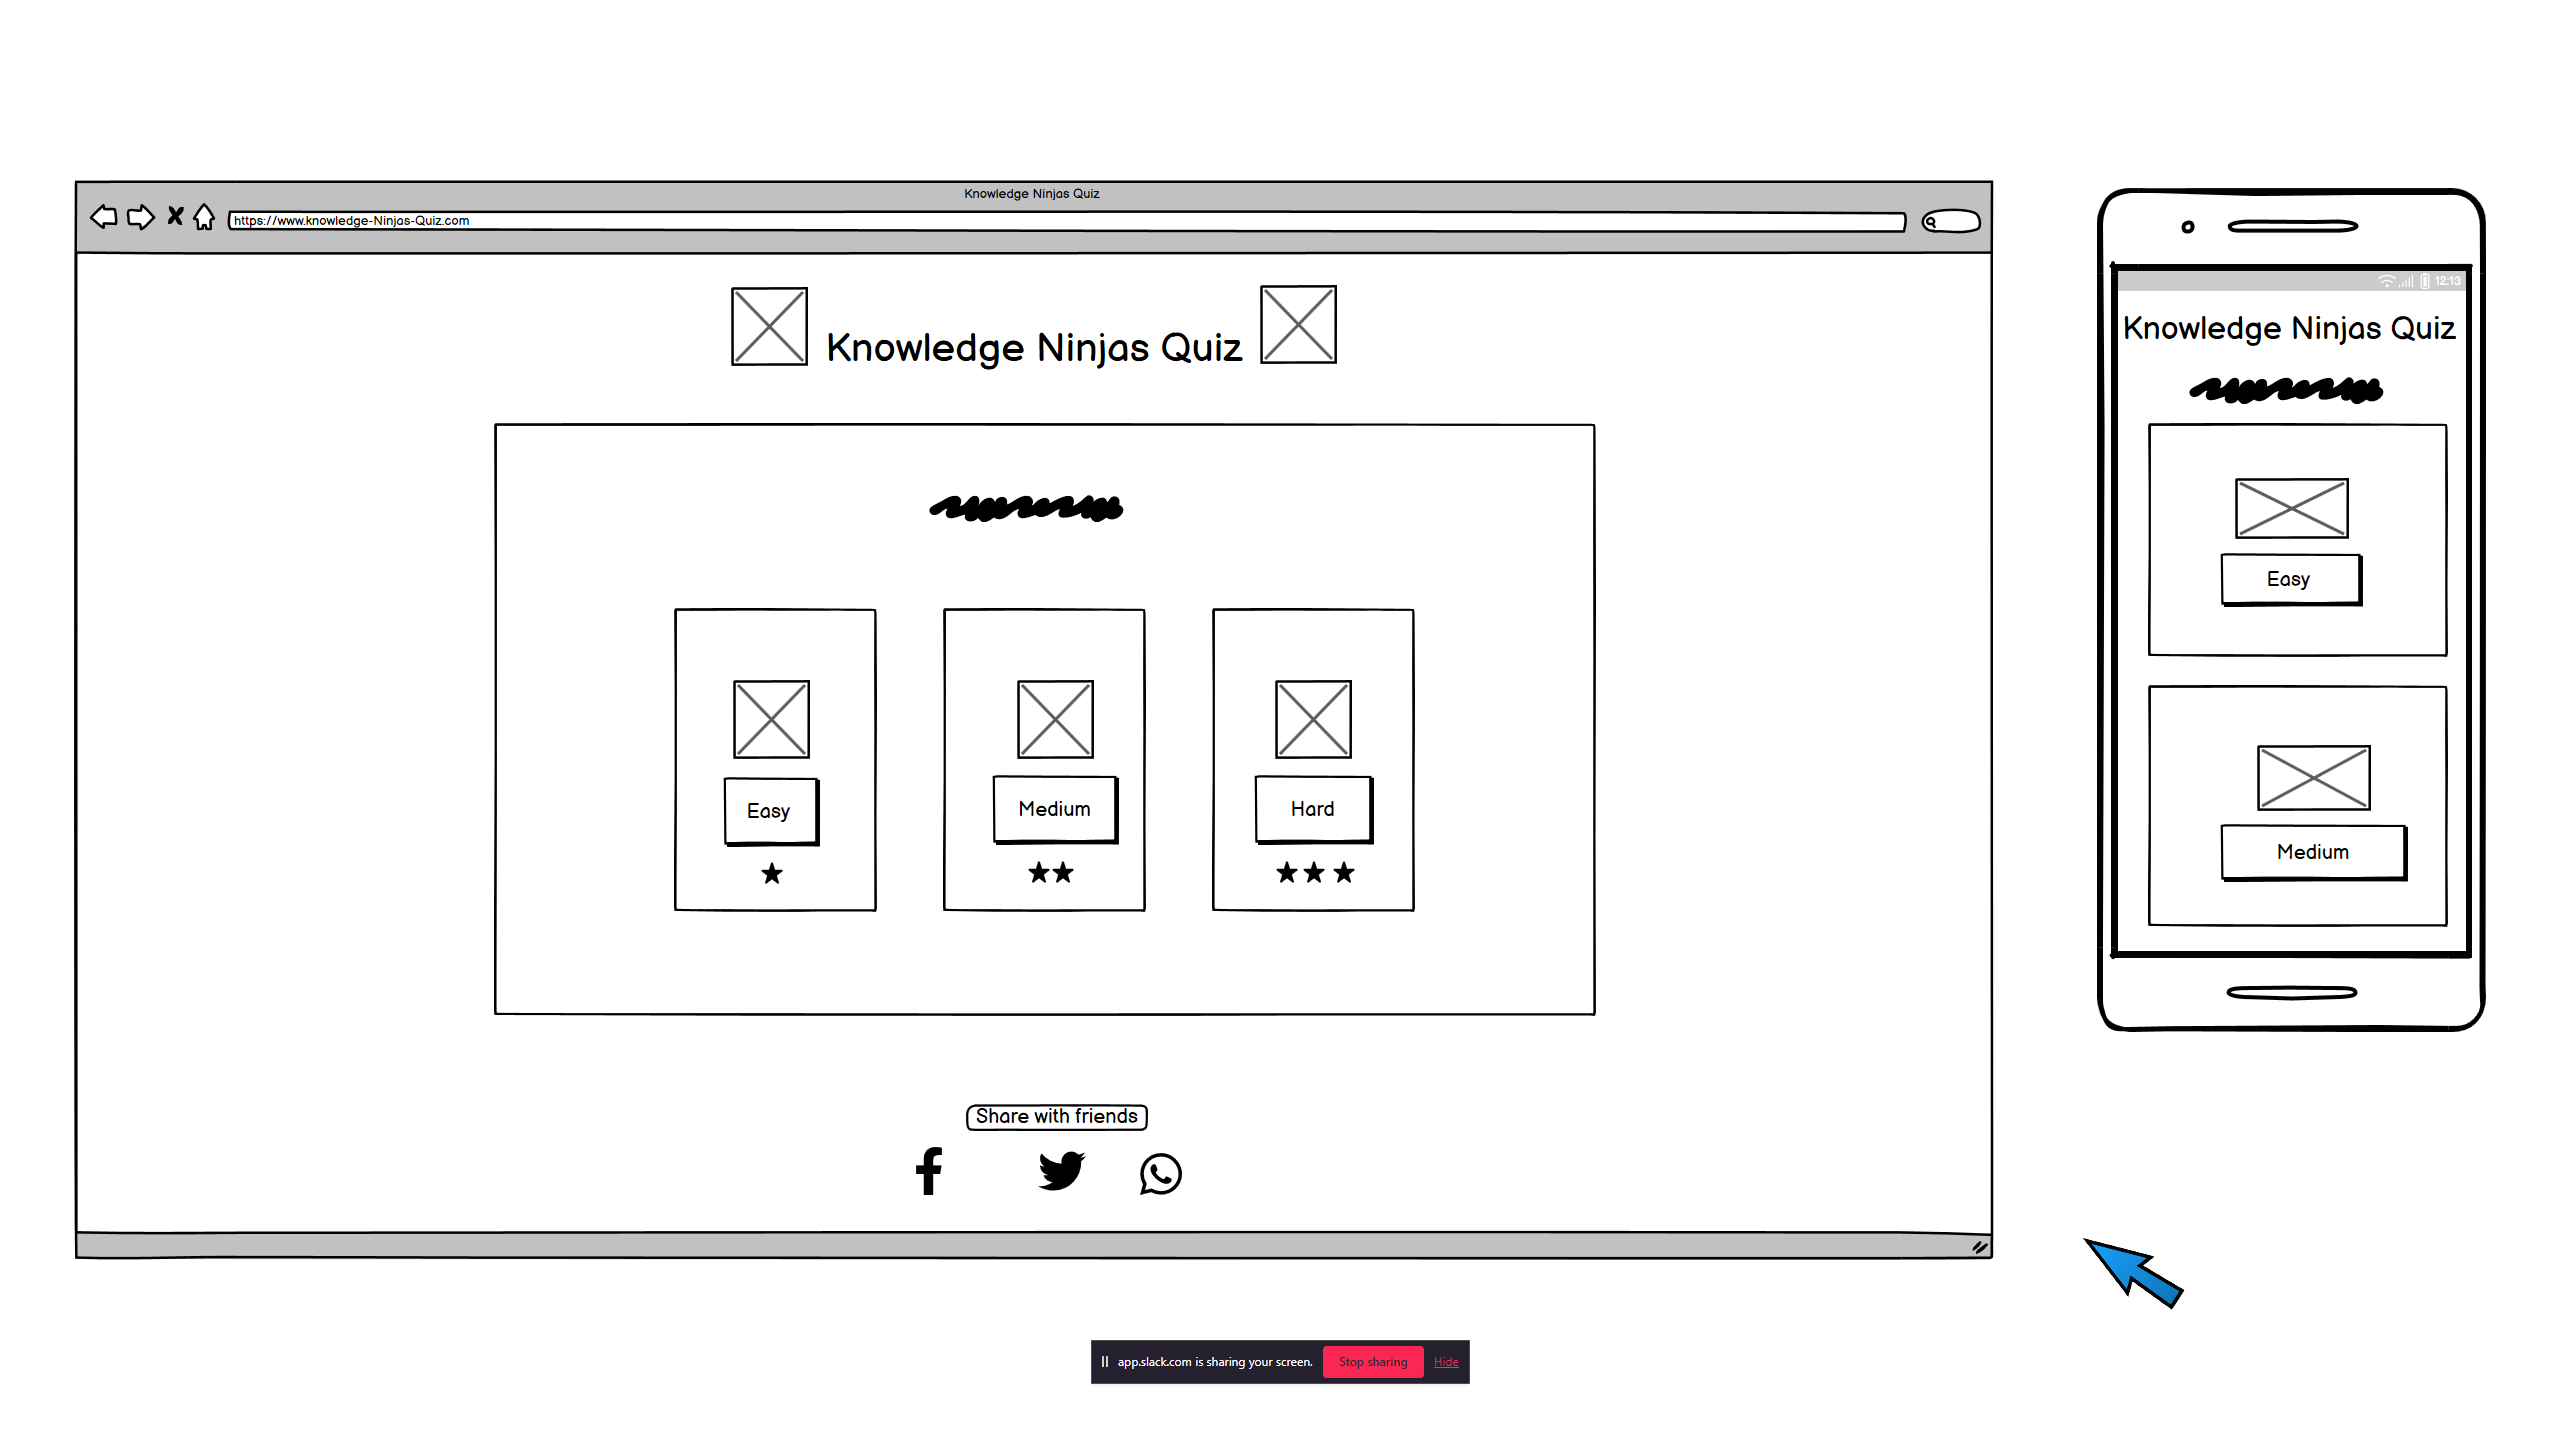 Knowledge Ninjas Quiz
https://www.knowledge-Ninjas-Quiz.com
Knowledge Ninjas Quiz
Easy
Medium
Hard
Share with friends
12:13
Knowledge Ninjas Quiz
Easy
Medium
app.slack.com is sharing your screen.
Stop sharing
Hide